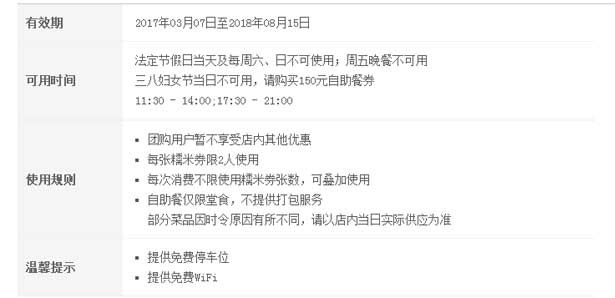 有效期
2017年03月07日至2018年08月15日
可用时间
法定节假日当天及每周六、日不可使用；周五晚餐不可用
三八妇女节当日不可用，请购买150元自助餐券
11:30 - 14:00;17:30 - 21:00
使用规则
▪ 团购用户暂不享受店内其他优惠
▪ 每张糯米券限2人使用
▪ 每次消费不限使用糯米券张数，可叠加使用
▪ 自助餐仅限堂食，不提供打包服务
部分菜品因时令原因有所不同，请以店内当日实际供应为准
温馨提示
▪ 提供免费停车位
▪ 提供免费WiFi